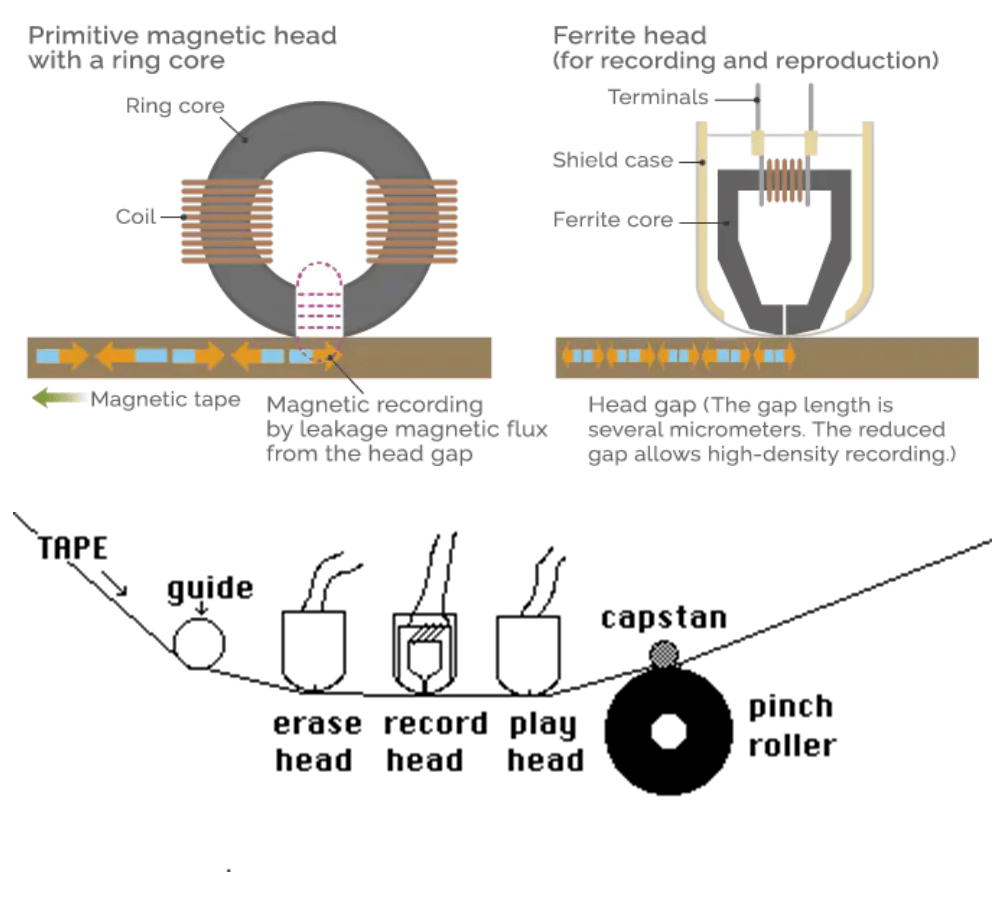 Primitive magnetic head
with a ring core
Ring core
Coil
Magnetic tape
Magnetic recording
by leakage magnetic flux
from the head gap
Ferrite head
(for recording and reproduction)
Terminals
Shield case
Ferrite core
Head gap (The gap length is
several micrometers. The reduced
gap allows high-density recording.)
TAPE
guide
erase
head
record
head
play
head
capstan
pinch
roller